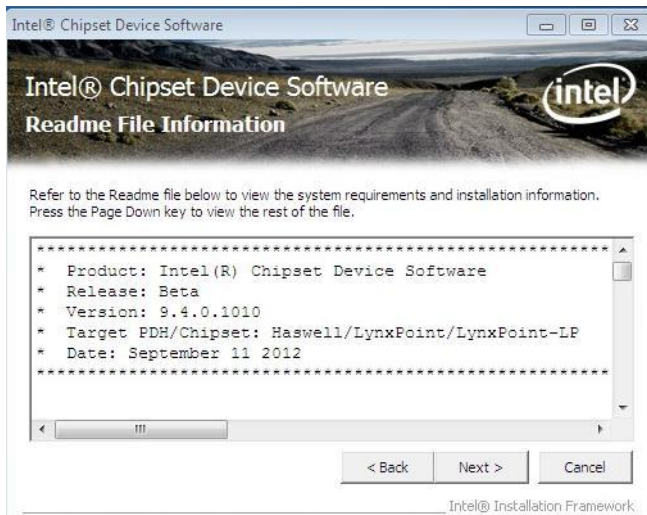 Intel® Chipset Device Software
Intel® Chipset Device Software
intel
Readme File Information
Refer to the Readme file below to view the system requirements and installation information.
Press the Page Down key to view the rest of the file.
************************************************************
*  Product: Intel(R) Chipset Device Software
*  Release: Beta
*  Version: 9.4.0.1010
*  Target PDH/Chipset: Haswell/LynxPoint/LynxPoint-LP
*  Date: September 11 2012
************************************************************
< Back Next > Cancel
Intel® Installation Framework